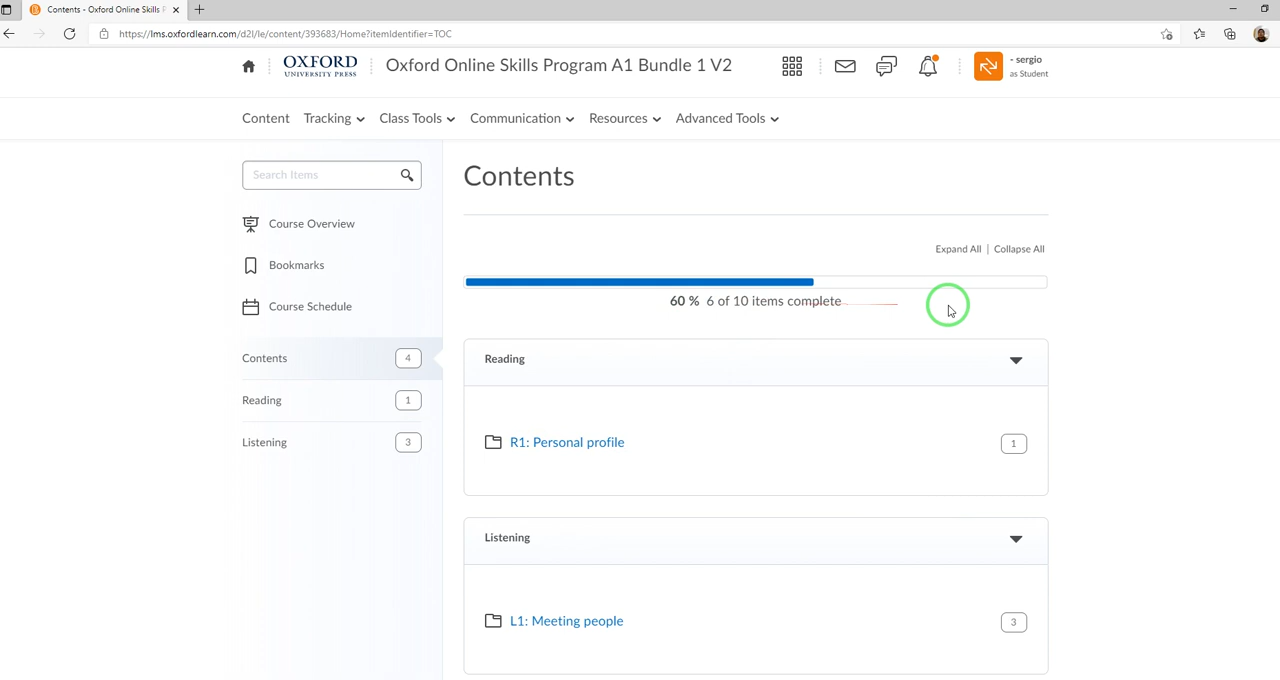 Contents - Oxford Online Skills P
https://lms.oxfordlearn.com/d2l/le/content/393683/Home?itemIdentifier=TOC
OXFORD
UNIVERSITY PRESS
Oxford Online Skills Program A1 Bundle 1 V2
- sergio
as Student
Content Tracking Class Tools Communication Resources Advanced Tools
Search Items
Course Overview
Bookmarks
Course Schedule
Contents 4
Reading 1
Listening 3
Contents
Expand All | Collapse All
60 % 6 of 10 items complete
Reading
R1: Personal profile 1
Listening
L1: Meeting people 3